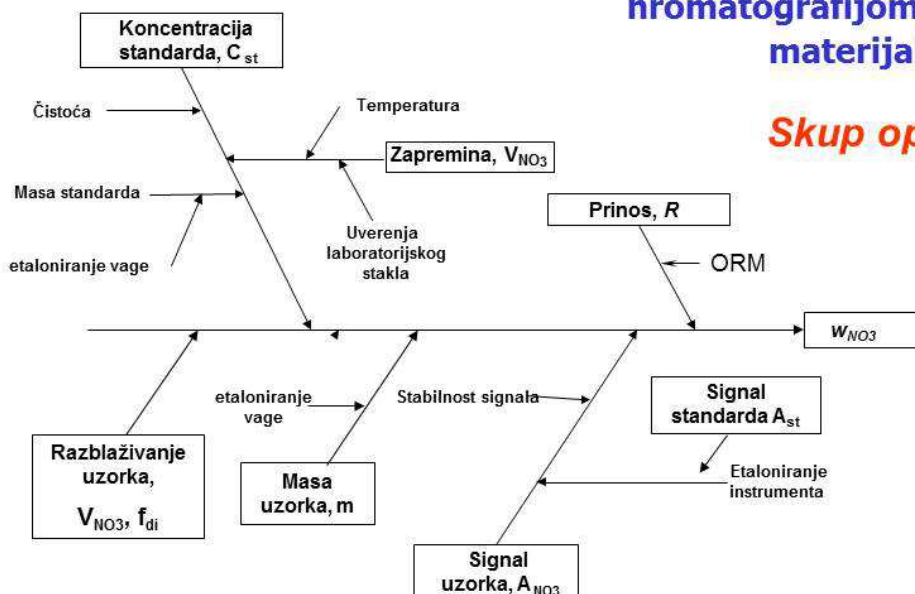 hromatografijom
materija
Skup op
Koncentracija
standarda, C st
Čistoća
Temperatura
Zapremina, V NO3
Masa standarda
Uverenja
laboratorijskog
stakla
etaloniranje vage
Prinos, R
ORM
w NO3
etaloniranje
vage
Stabilnost signala
Signal
standarda A st
Razblaživanje
uzorka,
V NO3, f di
Masa
uzorka, m
Etaloniranje
instrumenta
Signal
uzorka, A NO3